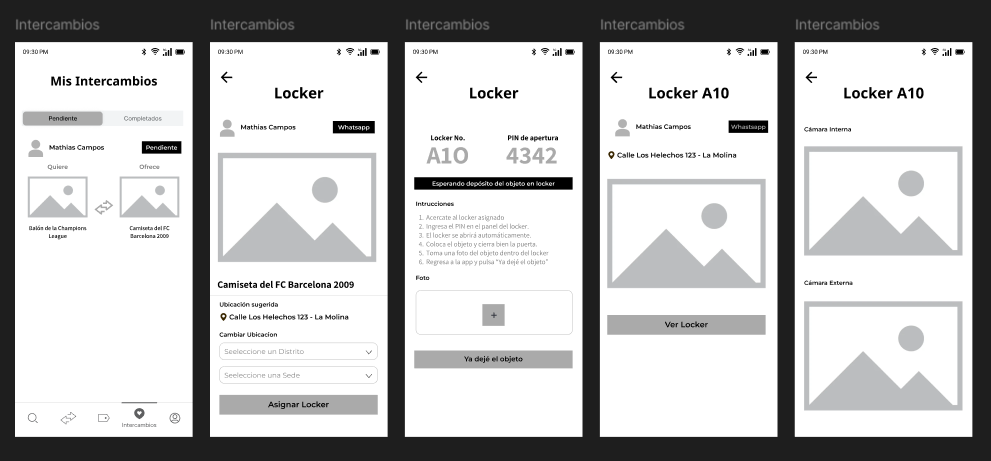 Intercambios
09:30 PM
Mis Intercambios
Pendiente
Completados
Mathias Campos
Pendiente
Quiere
Ofrece
Balón de la Champions
League
Camiseta del FC
Barcelona 2009
Intercambios
Intercambios
09:30 PM
Locker
Mathias Campos
Whatsapp
Camiseta del FC Barcelona 2009
Ubicación sugerida
Calle Los Helechos 123 - La Molina
Cambiar Ubicacion
Seeleccione un Distrito
Seeleccione una Sede
Asignar Locker
Intercambios
09:30 PM
Locker
Locker No.
PIN de apertura
A10
4342
Esperando depósito del objeto en locker
Intrucciones
1. Acercate al locker asignado
2. Ingresa el PIN en el panel del locker.
3. El locker se abrirá automáticamente.
4. Coloca el objeto y cierra bien la puerta.
5. Toma una foto del objeto dentro del locker
6. Regresa a la app y pulsa "Ya dejé el objeto"
Foto
+
Ya dejé el objeto
Intercambios
09:30 PM
Locker A10
Mathias Campos
Whastsapp
Calle Los Helechos 123 - La Molina
Ver Locker
Intercambios
09:30 PM
Locker A10
Cámara Interna
Cámara Externa